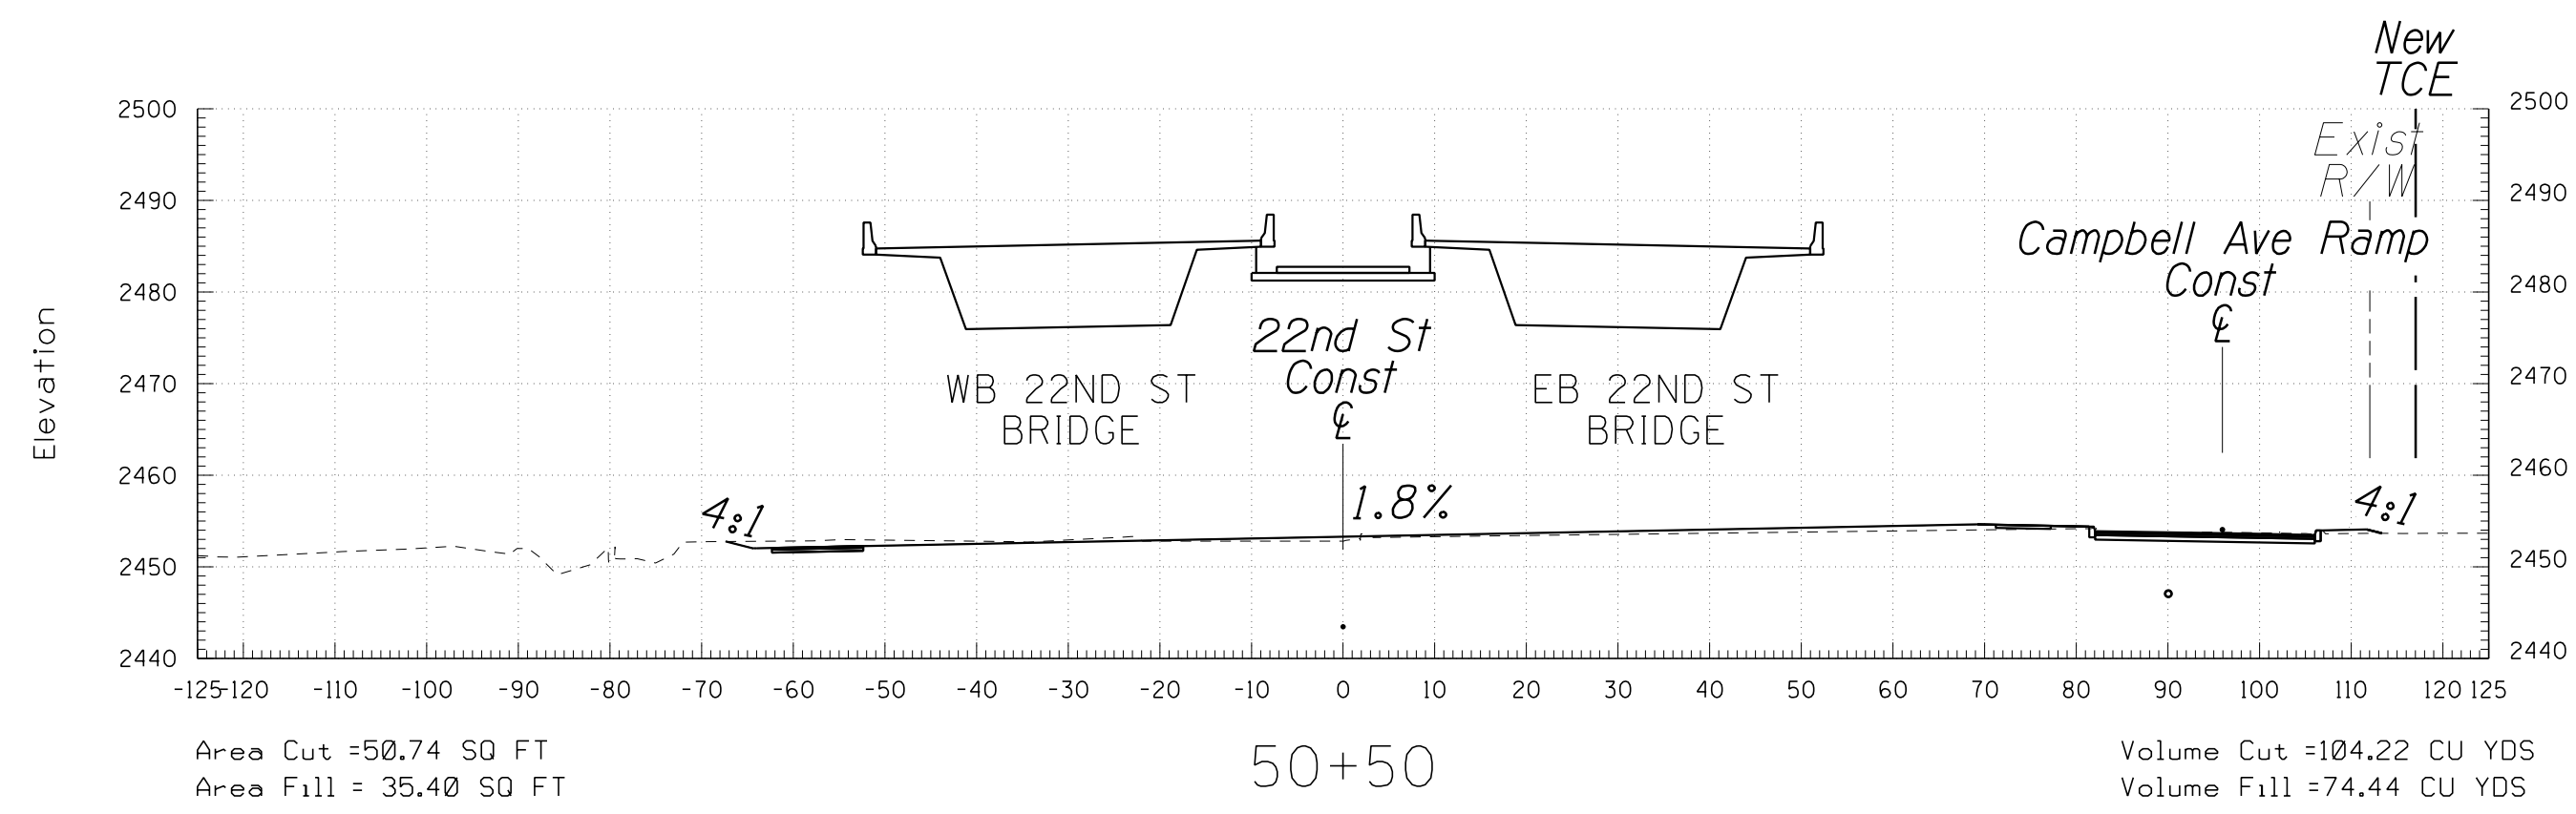 New
TCE
2500
2500
Exist
R/W
2490
2490
Campbell Ave Ramp
Const
℄
2480
2480
22nd St
Const
℄
Elevation
2470
2470
WB 22ND ST
BRIDGE
EB 22ND ST
BRIDGE
2460
2460
4:1
1.8%
4:1
2450
2450
2440
2440
-125 -120 -110 -100 -90 -80 -70 -60 -50 -40 -30 -20 -10 0 10 20 30 40 50 60 70 80 90 100 110 120 125
Area Cut =50.74 SQ FT
Area Fill = 35.40 SQ FT
50+50
Volume Cut =104.22 CU YDS
Volume Fill =74.44 CU YDS